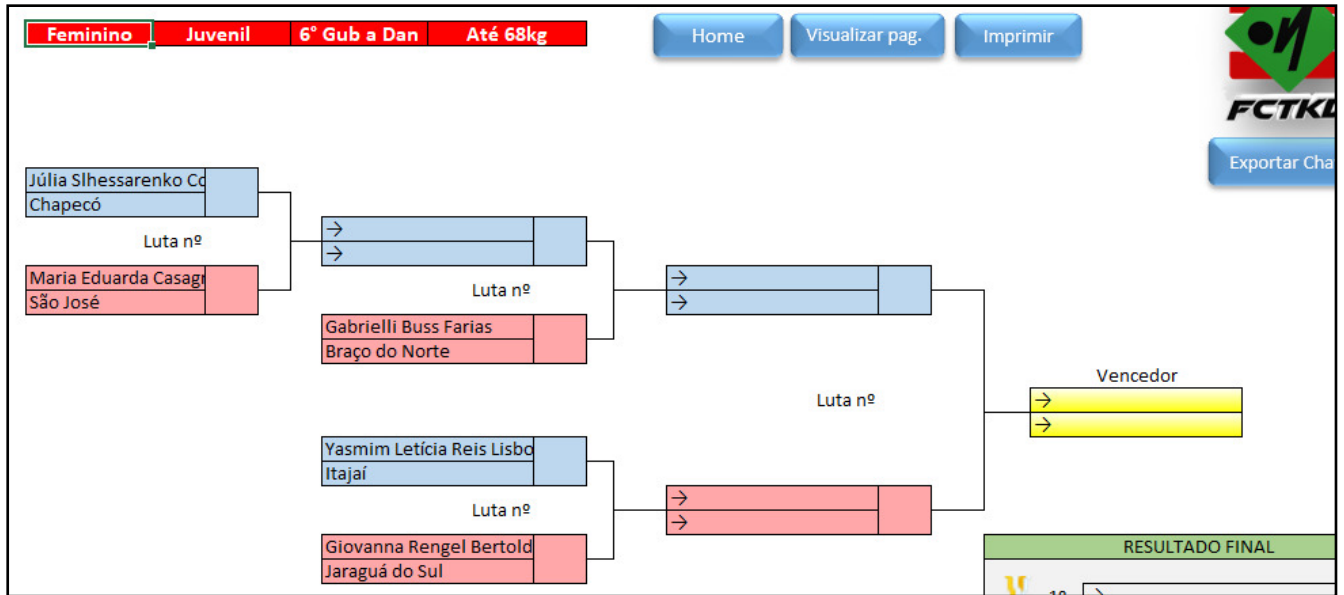 Feminino Juvenil 6° Gub a Dan Até 68kg
Home Visualizar pag. Imprimir
FCTKD
Exportar Cha
Júlia Slhessarenko Co
Chapecó
Luta nº
Maria Eduarda Casagr
São José
→
→
Luta nº
Gabrielli Buss Farias
Braço do Norte
Yasmim Letícia Reis Lisbo
Itajaí
Luta nº
Giovanna Rengel Bertold
Jaraguá do Sul
→
→
Luta nº
→
→
Vencedor
→
→
RESULTADO FINAL
1º →